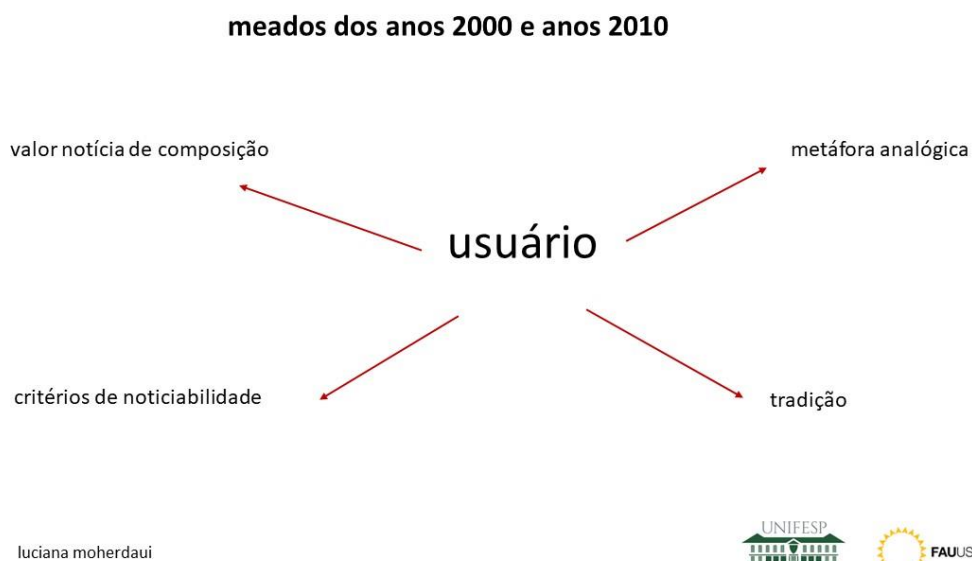 meados dos anos 2000 e anos 2010
valor notícia de composição
metáfora analógica
usuário
critérios de noticiabilidade
tradição
luciana moherdaui
UNIFESP
FAUUS